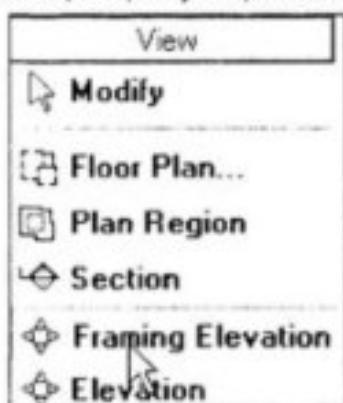 View
Modify
Floor Plan...
Plan Region
Section
Framing Elevation
Elevation